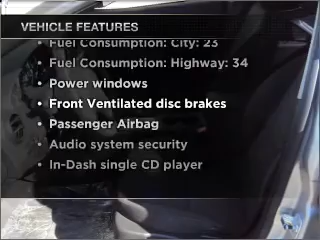 VEHICLE FEATURES
• Fuel Consumption: City: 23
• Fuel Consumption: Highway: 34
• Power windows
• Front Ventilated disc brakes
• Passenger Airbag
• Audio system security
• In-Dash single CD player